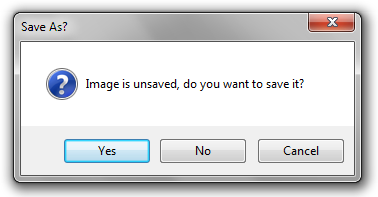 Save As?
Image is unsaved, do you want to save it?
Yes
No
Cancel